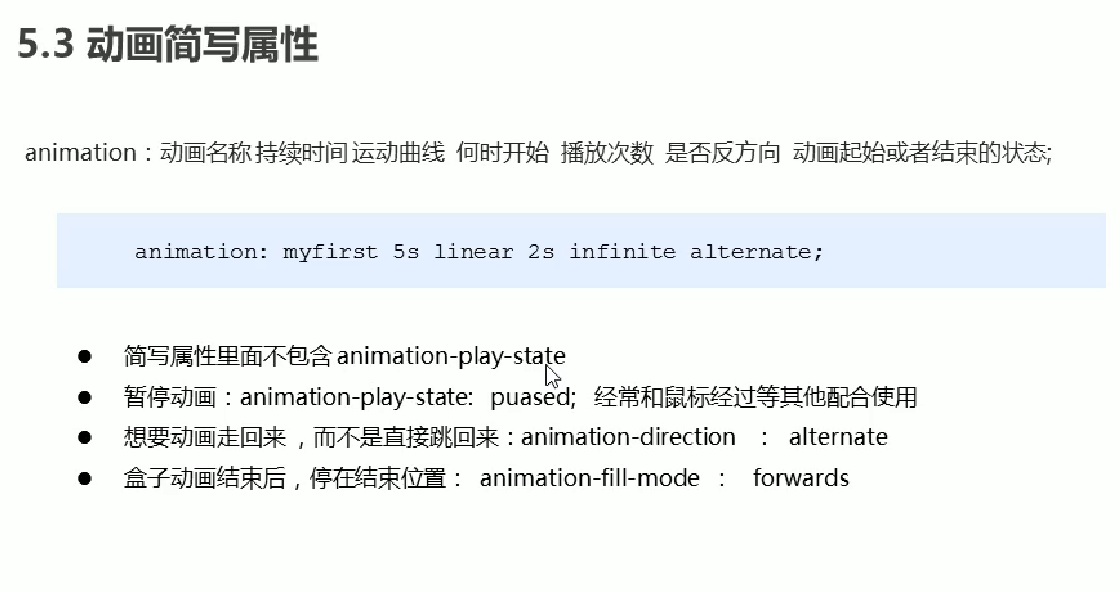 5.3 动画简写属性
animation：动画名称 持续时间 运动曲线 何时开始 播放次数 是否反方向 动画起始或者结束的状态;
animation: myfirst 5s linear 2s infinite alternate;
● 简写属性里面不包含 animation-play-state
● 暂停动画：animation-play-state: puased; 经常和鼠标经过等其他配合使用
● 想要动画走回来 ，而不是直接跳回来：animation-direction ： alternate
● 盒子动画结束后，停在结束位置： animation-fill-mode ： forwards